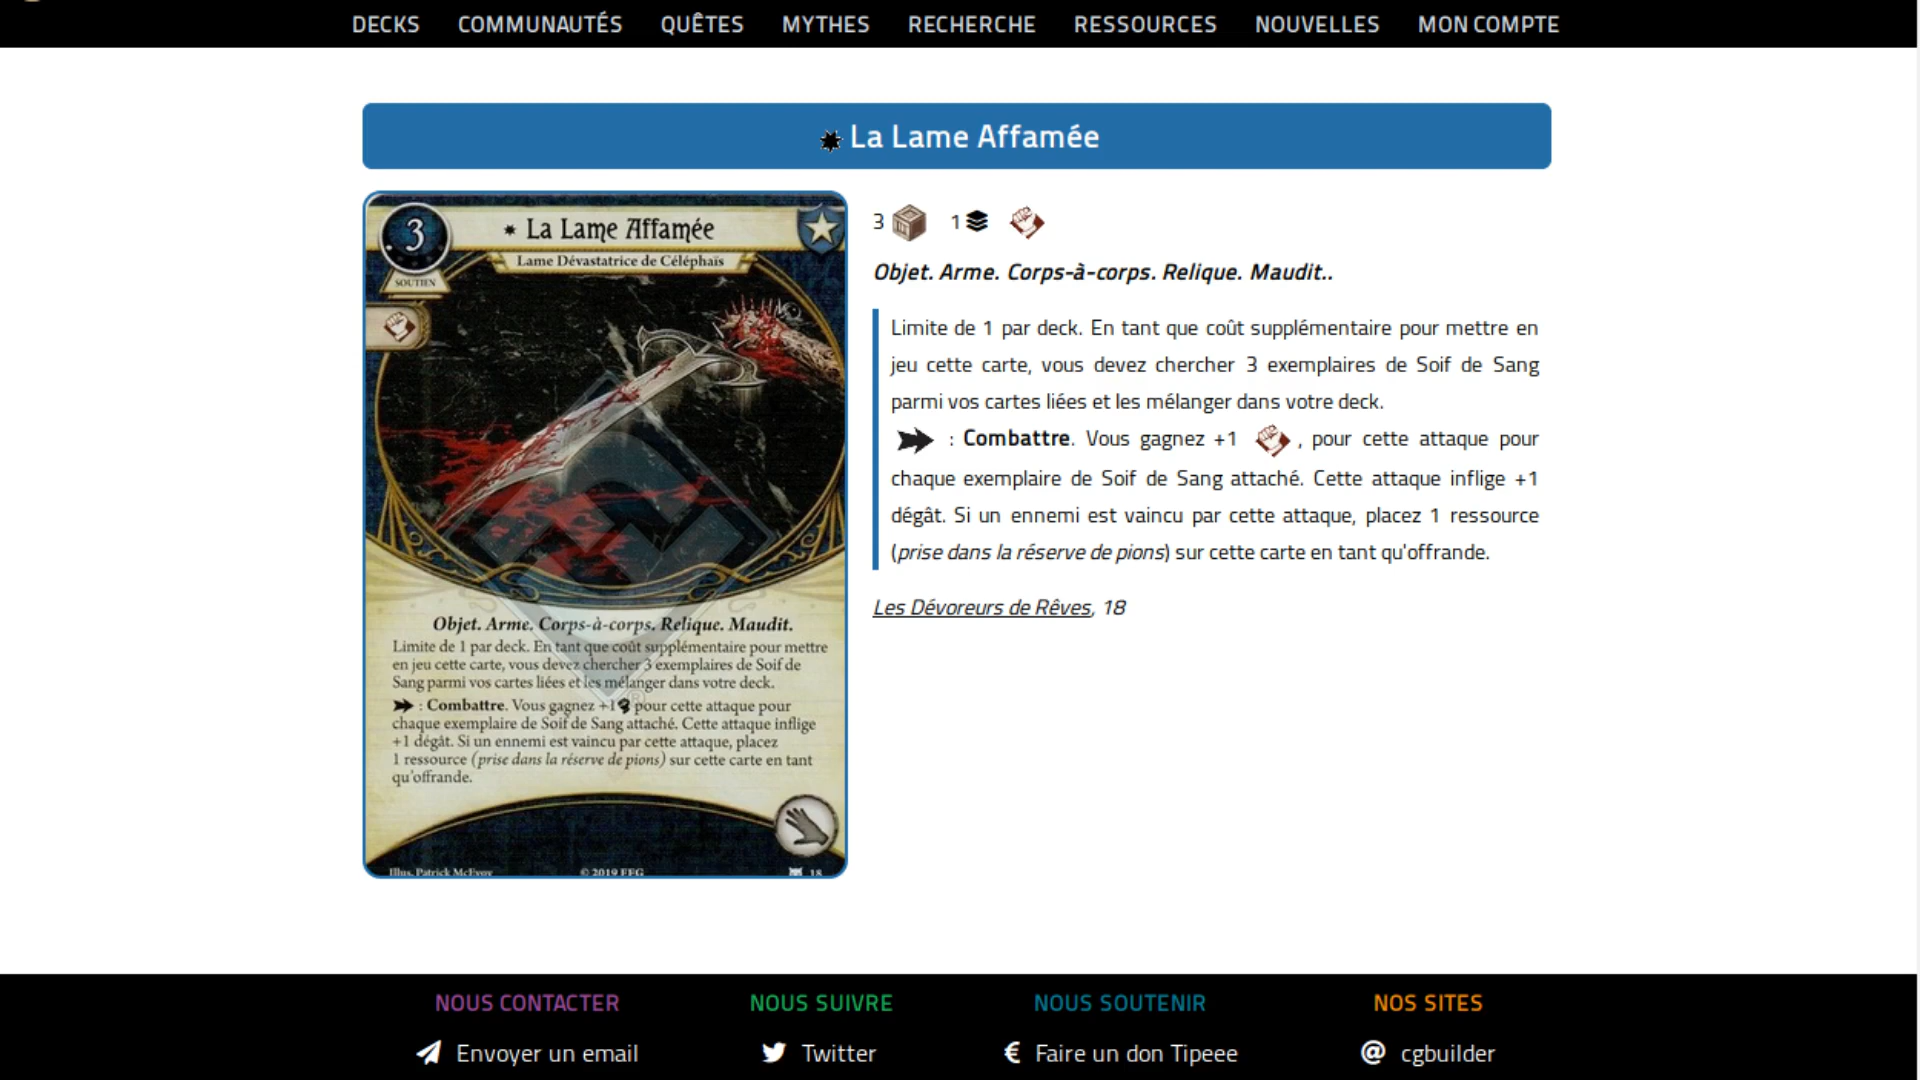 DECKS COMMUNAUTÉS QUÊTES MYTHES RECHERCHE RESSOURCES NOUVELLES MON COMPTE
La Lame Affamée
3
La Lame Affamée
Lame Dévastatrice de Céléphaïs
SOUTIEN
Objet. Arme. Corps-à-corps. Relique. Maudit.
Limite de 1 par deck. En tant que coût supplémentaire pour mettre
en jeu cette carte, vous devez chercher 3 exemplaires de Soif de
Sang parmi vos cartes liées et les mélanger dans votre deck.
: Combattre. Vous gagnez +1 pour cette attaque pour
chaque exemplaire de Soif de Sang attaché. Cette attaque inflige
+1 dégât. Si un ennemi est vaincu par cette attaque, placez
1 ressource (prise dans la réserve de pions) sur cette carte en tant
qu'offrande.
Illus. Patrick McEvoy © 2019 FFG 18
3 1
Objet. Arme. Corps-à-corps. Relique. Maudit..
Limite de 1 par deck. En tant que coût supplémentaire pour mettre en
jeu cette carte, vous devez chercher 3 exemplaires de Soif de Sang
parmi vos cartes liées et les mélanger dans votre deck.
: Combattre. Vous gagnez +1 , pour cette attaque pour
chaque exemplaire de Soif de Sang attaché. Cette attaque inflige +1
dégât. Si un ennemi est vaincu par cette attaque, placez 1 ressource
(prise dans la réserve de pions) sur cette carte en tant qu'offrande.
Les Dévoreurs de Rêves, 18
NOUS CONTACTER NOUS SUIVRE NOUS SOUTENIR NOS SITES
Envoyer un email Twitter € Faire un don Tipeee @ cgbuilder